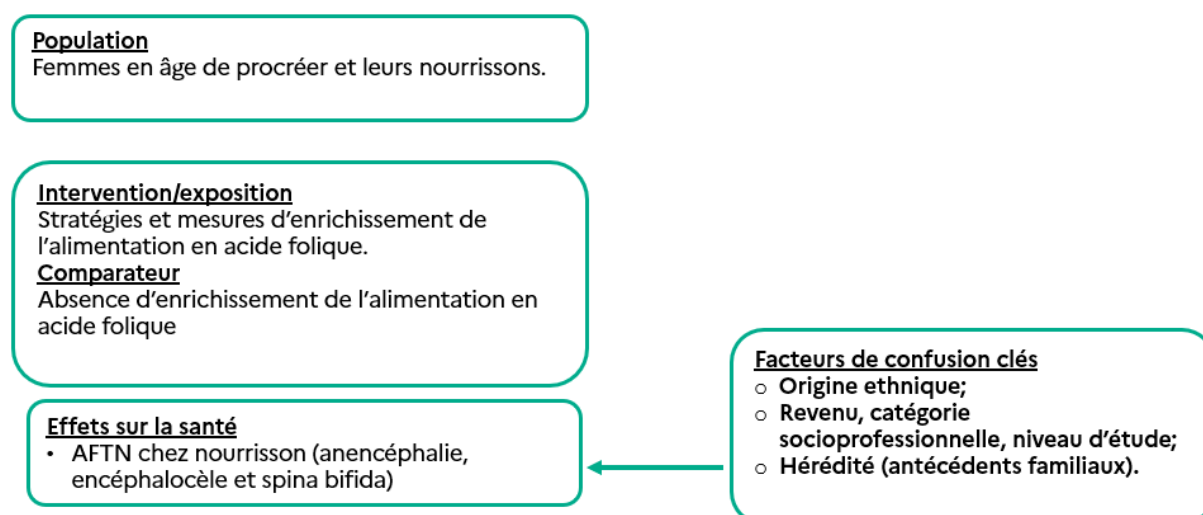 Population
Femmes en âge de procréer et leurs nourrissons.
Intervention/exposition
Stratégies et mesures d'enrichissement de
l'alimentation en acide folique.
Comparateur
Absence d'enrichissement de l'alimentation en
acide folique
Effets sur la santé
• AFTN chez nourrisson (anencéphalie,
encéphalocèle et spina bifida)
Facteurs de confusion clés
○ Origine ethnique;
○ Revenu, catégorie
socioprofessionnelle, niveau d'étude;
○ Hérédité (antécédents familiaux).